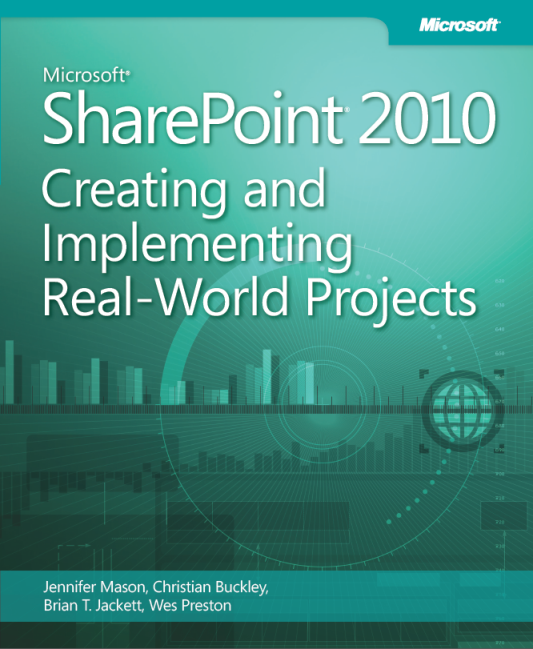 Microsoft®
Microsoft®
SharePoint® 2010
Creating and
Implementing
Real-World Projects
Jennifer Mason, Christian Buckley,
Brian T. Jackett, Wes Preston